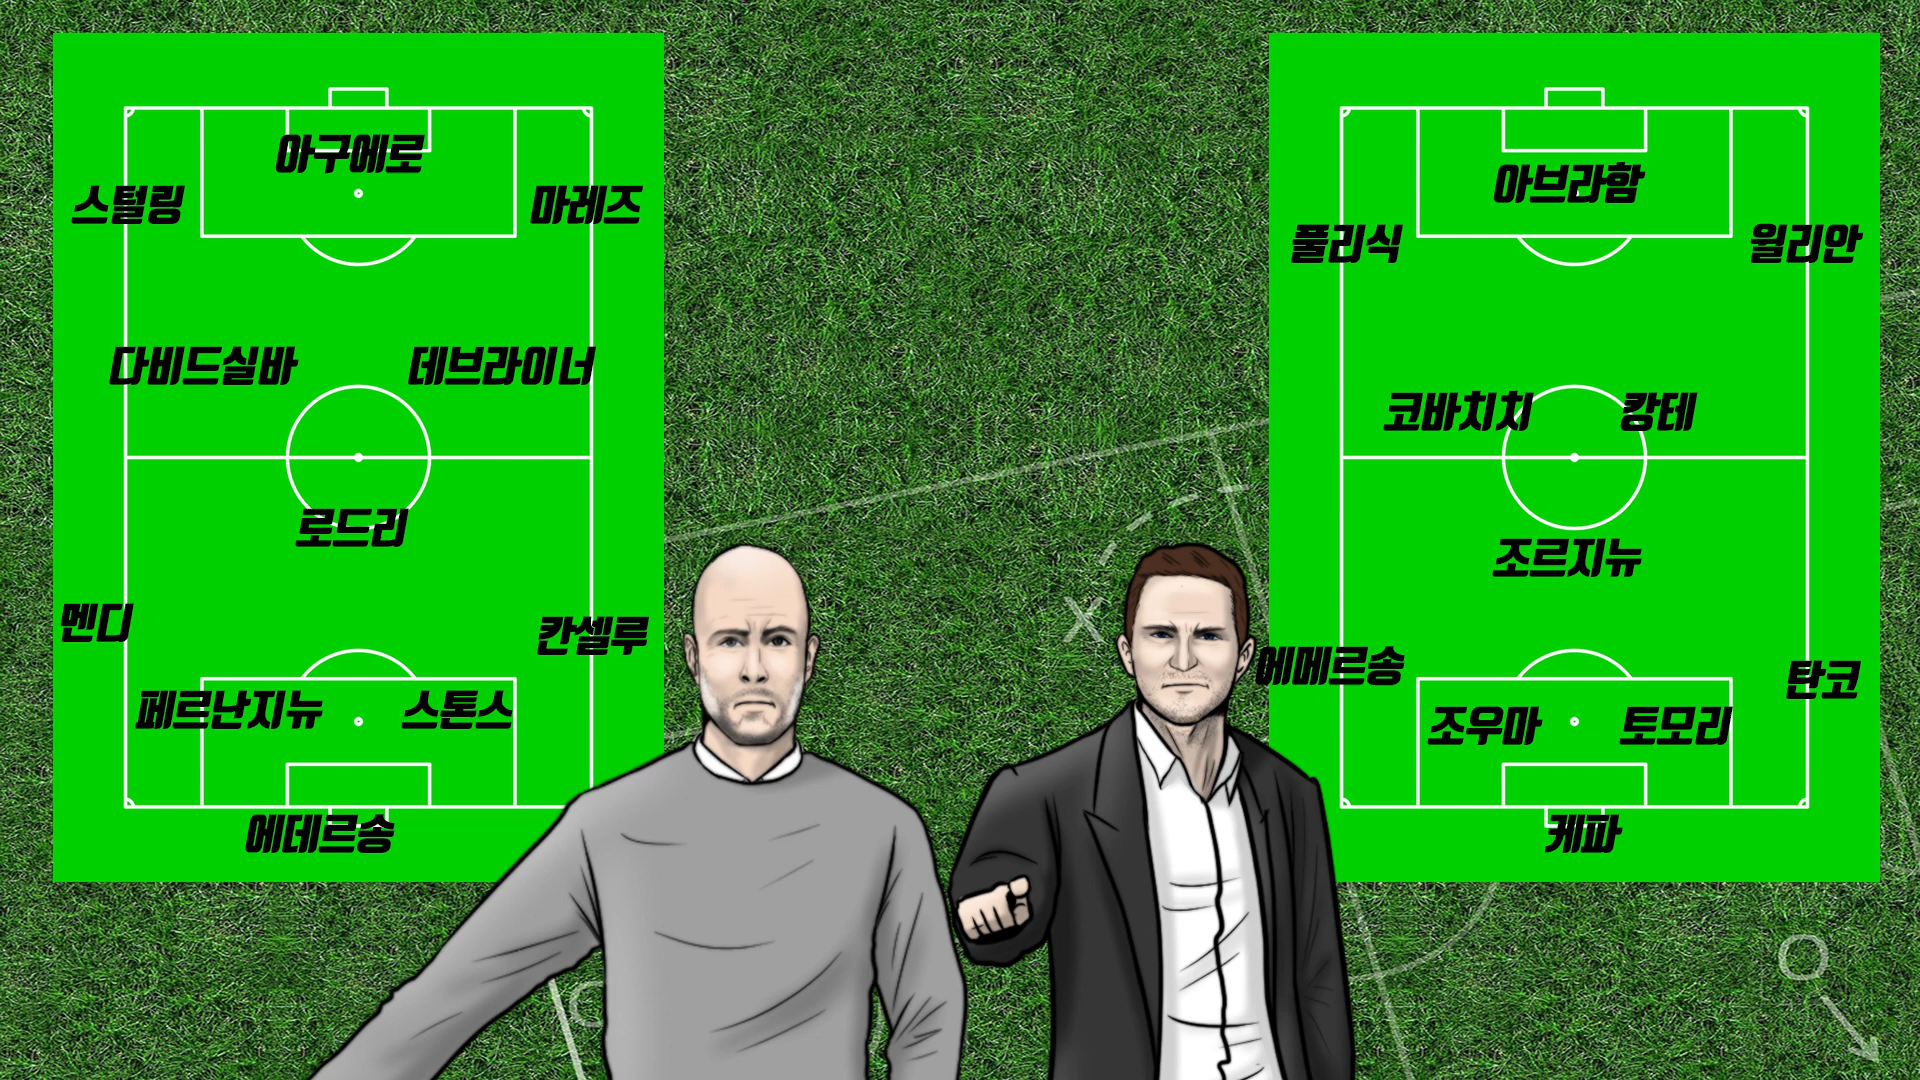 아구에로
스털링
마레즈
다비드실바
데브라이너
로드리
멘디
칸셀루
페르난지뉴
스톤스
에데르송
아브라함
풀리식
윌리안
코바치치
캉테
조르지뉴
에메르송
탄코
조우마
토모리
케파